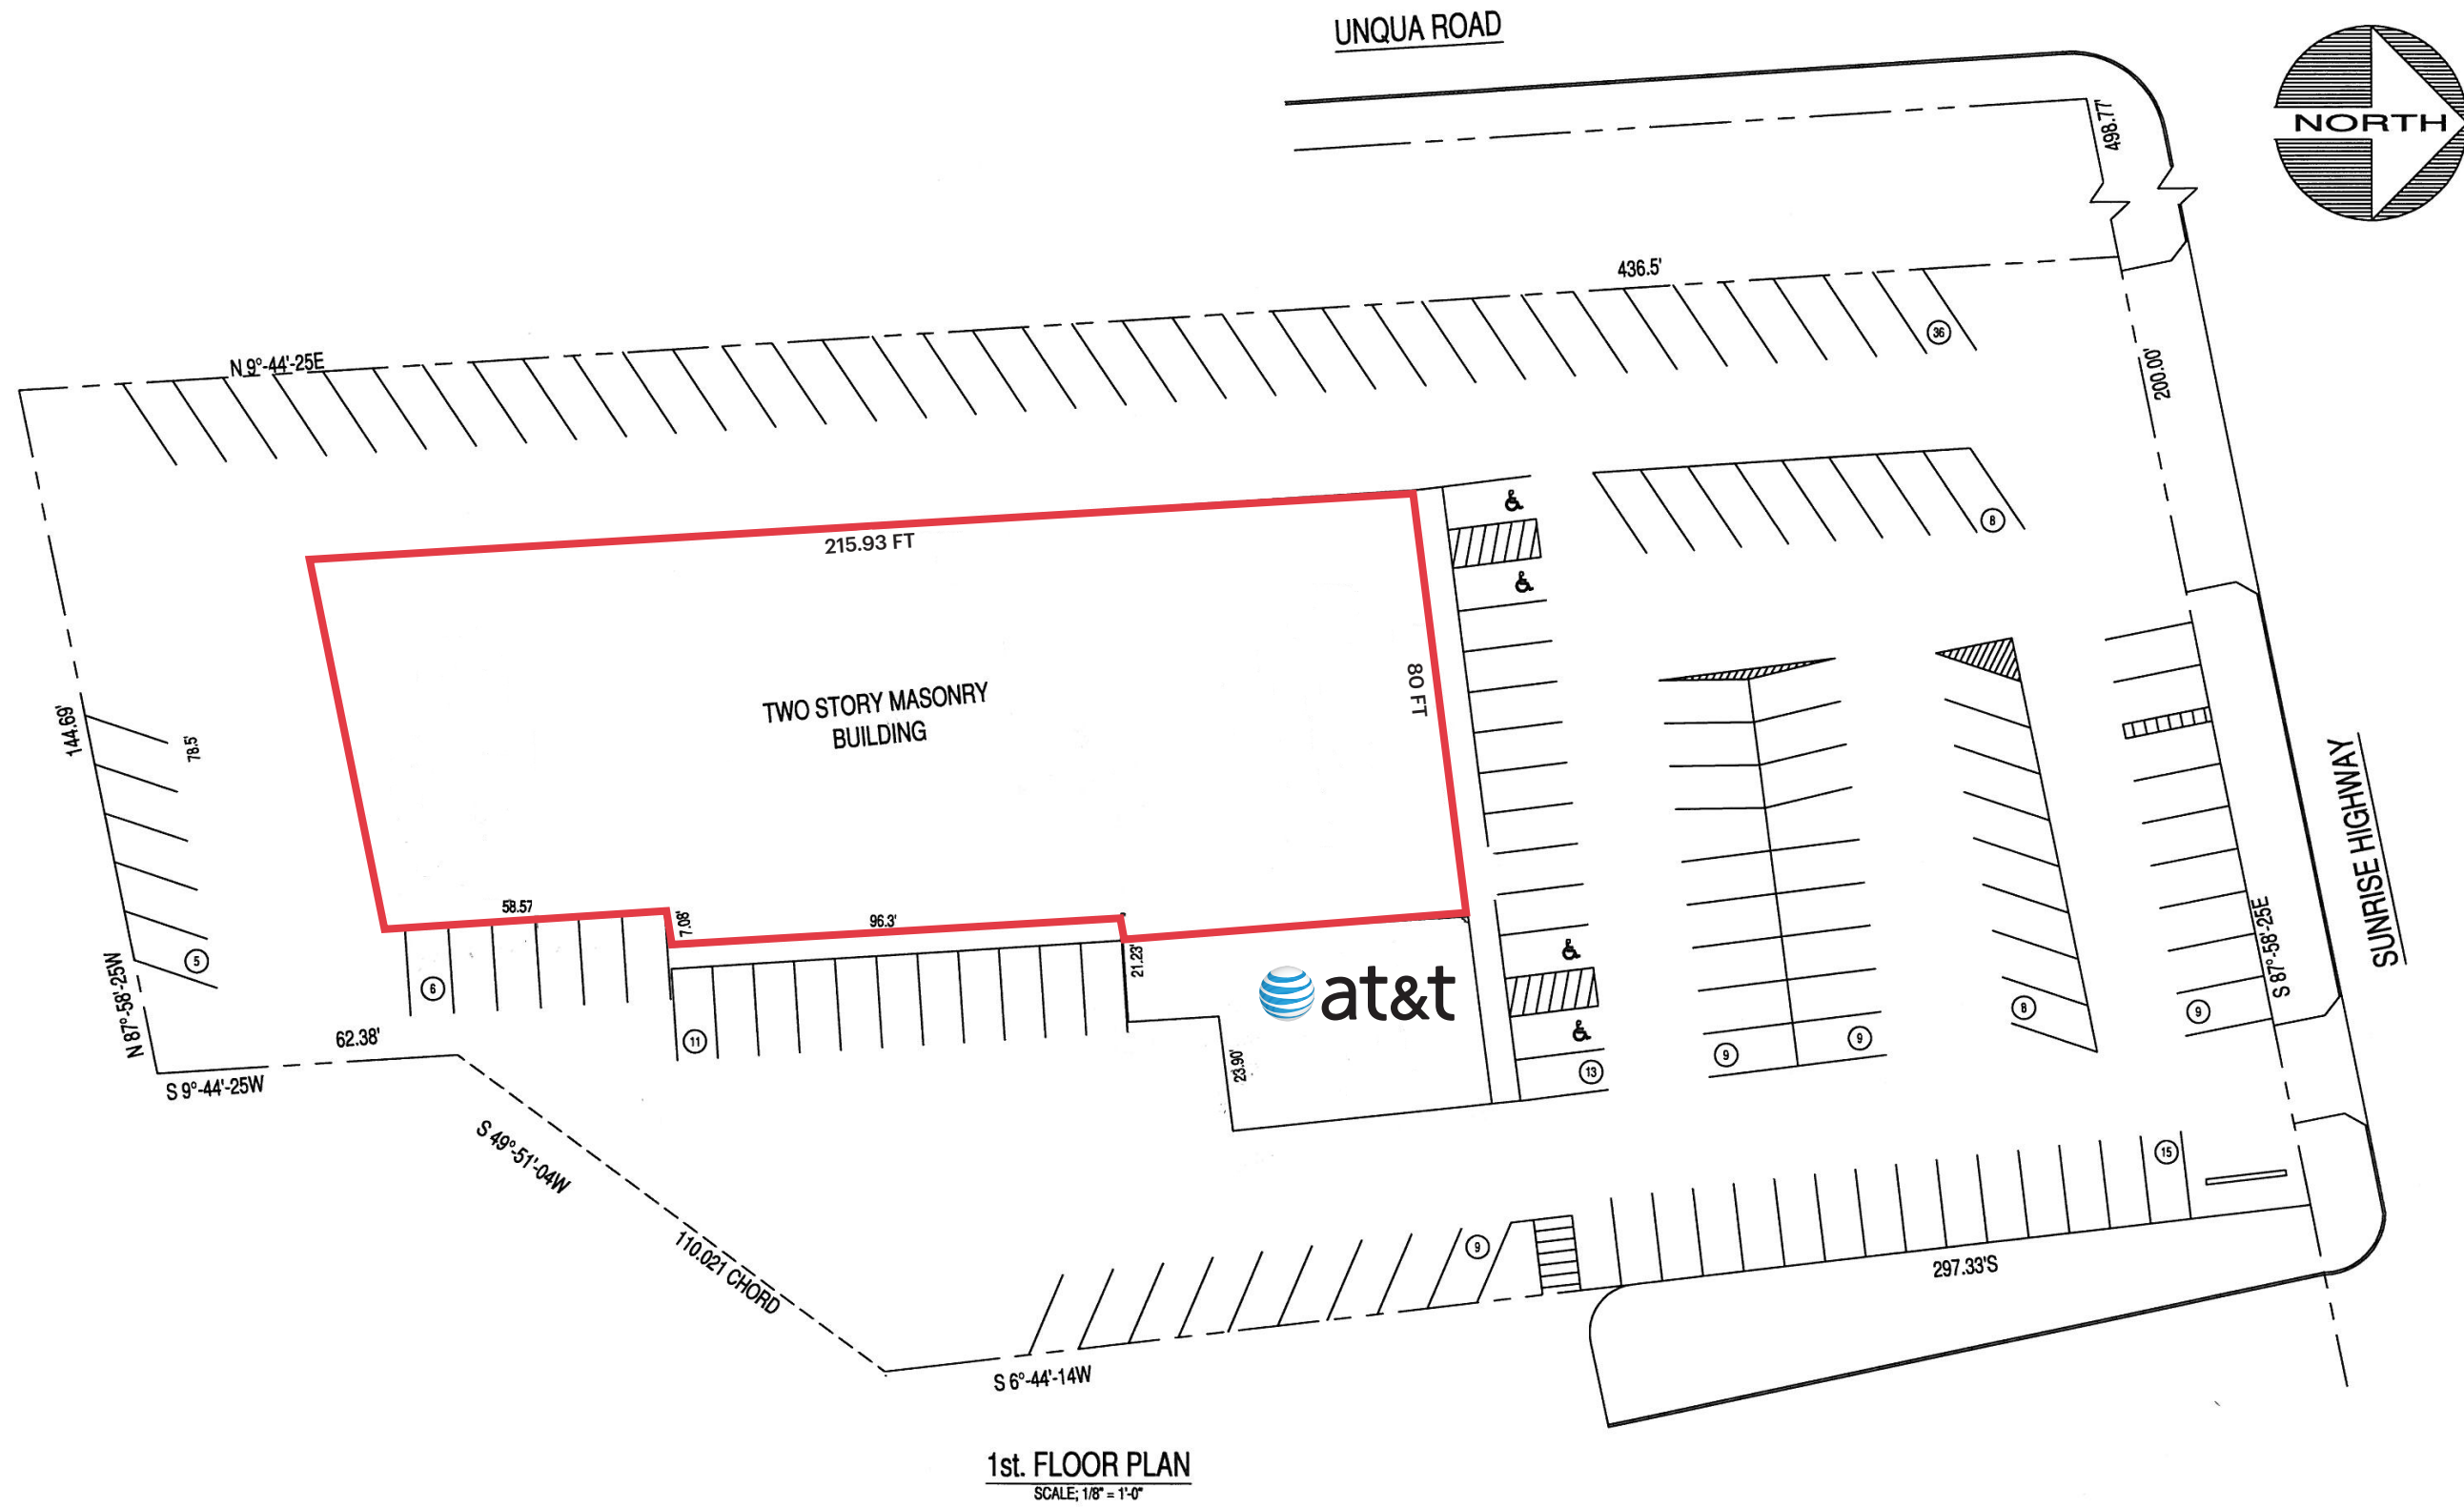 UNQUA ROAD
NORTH
498.77'
436.5'
36
N 9°-44'-25E
200.00'
8
215.93 FT
80 FT
TWO STORY MASONRY
BUILDING
144.69'
78.5'
SUNRISE HIGHWAY
58.57
7.08'
96.3'
21.23'
5
6
11
at&t
S 87°-58'-25E
N 87°-58'-25W
62.38'
S 9°-44'-25W
23.90'
13
9
9
8
9
S 49°-51'-04W
15
110.021 CHORD
9
297.33'S
S 6°-44'-14W
1st. FLOOR PLAN
SCALE; 1/8" = 1'-0"